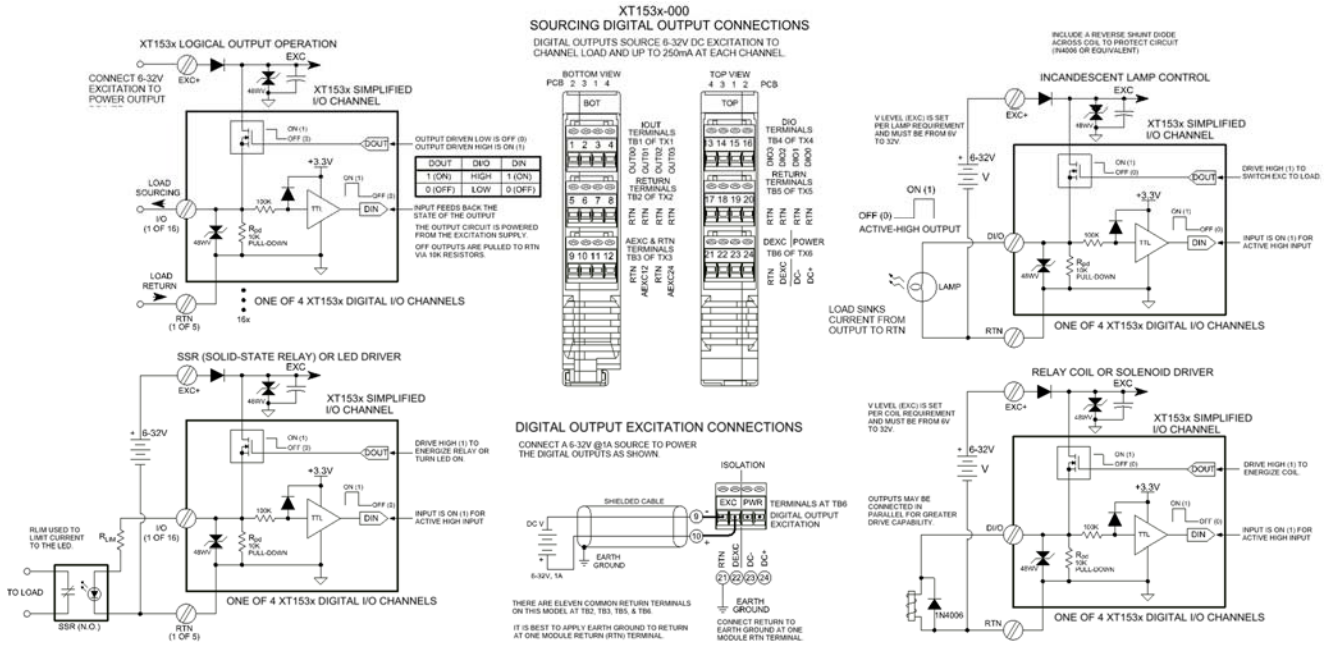 XT153x-000
SOURCING DIGITAL OUTPUT CONNECTIONS
DIGITAL OUTPUTS SOURCE 6-32V DC EXCITATION TO
CHANNEL LOAD AND UP TO 250mA AT EACH CHANNEL.
XT153x LOGICAL OUTPUT OPERATION
EXC
EXC+
CONNECT 6-32V
EXCITATION TO
POWER OUTPUT
48WV
XT153x SIMPLIFIED
I/O CHANNEL
ON (1)
OFF (0)
DOUT
OUTPUT DRIVEN LOW IS OFF (0)
OUTPUT DRIVEN HIGH IS ON (1)
DOUT DI/O DIN
1 (ON) HIGH 1 (ON)
0 (OFF) LOW 0 (OFF)
+3.3V
ON (1)
OFF (0)
LOAD
SOURCING
100K
TTL
DIN
INPUT FEEDS BACK THE
STATE OF THE OUTPUT
I/O
(1 OF 16)
48WV
Rpd
10K
PULL-DOWN
THE OUTPUT CIRCUIT IS POWERED
FROM THE EXCITATION SUPPLY.
OFF OUTPUTS ARE PULLED TO RTN
VIA 10K RESISTORS.
LOAD
RETURN
RTN
(1 OF 5)
16x
ONE OF 4 XT153x DIGITAL I/O CHANNELS
BOTTOM VIEW
PCB 2 3 1 4
BOT
IOUT
TERMINALS
TB1 OF TX1
1 2 3 4
OUT00
OUT01
OUT02
OUT03
RETURN
TERMINALS
TB2 OF TX2
5 6 7 8
RTN
RTN
RTN
RTN
AEXC & RTN
TERMINALS
TB3 OF TX3
9 10 11 12
RTN
AEXC12
RTN
AEXC24
TOP VIEW
4 3 1 2 PCB
TOP
DIO
TERMINALS
TB4 OF TX4
13 14 15 16
DIO3
DIO2
DIO1
DIO0
RETURN
TERMINALS
TB5 OF TX5
17 18 19 20
RTN
RTN
RTN
RTN
DEXC POWER
TB6 OF TX6
21 22 23 24
RTN
DEXC
DC-
DC+
INCLUDE A REVERSE SHUNT DIODE
ACROSS COIL TO PROTECT CIRCUIT
(IN4006 OR EQUIVALENT)
INCANDESCENT LAMP CONTROL
EXC
EXC+
V LEVEL (EXC) IS SET
PER LAMP REQUIREMENT
AND MUST BE FROM 6V
TO 32V.
48WV
XT153x SIMPLIFIED
I/O CHANNEL
+ 6-32V
V
ON (1)
OFF (0)
DOUT
DRIVE HIGH (1) TO
SWITCH EXC TO LOAD.
ON (1)
OFF (0)
ACTIVE-HIGH OUTPUT
+3.3V
ON (1)
OFF (0)
DI/O
100K
TTL
DIN
INPUT IS ON (1) FOR
ACTIVE HIGH INPUT
48WV
Rpd
10K
PULL-DOWN
LAMP
LOAD SINKS
CURRENT FROM
OUTPUT TO RTN
RTN
ONE OF 4 XT153x DIGITAL I/O CHANNELS
SSR (SOLID-STATE RELAY) OR LED DRIVER
EXC
EXC+
48WV
XT153x SIMPLIFIED
I/O CHANNEL
+ 6-32V
ON (1)
OFF (0)
DOUT
DRIVE HIGH (1) TO
ENERGIZE RELAY OR
TURN LED ON.
+3.3V
ON (1)
OFF (0)
RLIM USED TO
LIMIT CURRENT
TO THE LED.
RLIM
I/O
(1 OF 16)
100K
TTL
DIN
INPUT IS ON (1) FOR
ACTIVE HIGH INPUT
48WV
Rpd
10K
PULL-DOWN
TO LOAD
SSR (N.O.)
RTN
(1 OF 5)
ONE OF 4 XT153x DIGITAL I/O CHANNELS
DIGITAL OUTPUT EXCITATION CONNECTIONS
CONNECT A 6-32V @1A SOURCE TO POWER
THE DIGITAL OUTPUTS AS SHOWN.
ISOLATION
SHIELDED CABLE
EXC PWR
TERMINALS AT TB6
DIGITAL OUTPUT
EXCITATION
DC V
-
9
10
+
+
6-32V, 1A
EARTH
GROUND
RTN
DEXC
DC-
DC+
21 22 23 24
EARTH
GROUND
CONNECT RETURN TO
EARTH GROUND AT ONE
MODULE RTN TERMINAL.
THERE ARE ELEVEN COMMON RETURN TERMINALS
ON THIS MODEL AT TB2, TB3, TB5, & TB6.
IT IS BEST TO APPLY EARTH GROUND TO RETURN
AT ONE MODULE RETURN (RTN) TERMINAL.
RELAY COIL OR SOLENOID DRIVER
EXC
EXC+
V LEVEL (EXC) IS SET
PER COIL REQUIREMENT
AND MUST BE FROM 6V
TO 32V.
48WV
XT153x SIMPLIFIED
I/O CHANNEL
+ 6-32V
V
ON (1)
OFF (0)
DOUT
DRIVE HIGH (1) TO
ENERGIZE COIL.
OUTPUTS MAY BE
CONNECTED IN
PARALLEL FOR GREATER
DRIVE CAPABILITY.
+3.3V
ON (1)
OFF (0)
DI/O
100K
TTL
DIN
INPUT IS ON (1) FOR
ACTIVE HIGH INPUT
48WV
Rpd
10K
PULL-DOWN
1N4006
RTN
ONE OF 4 XT153x DIGITAL I/O CHANNELS